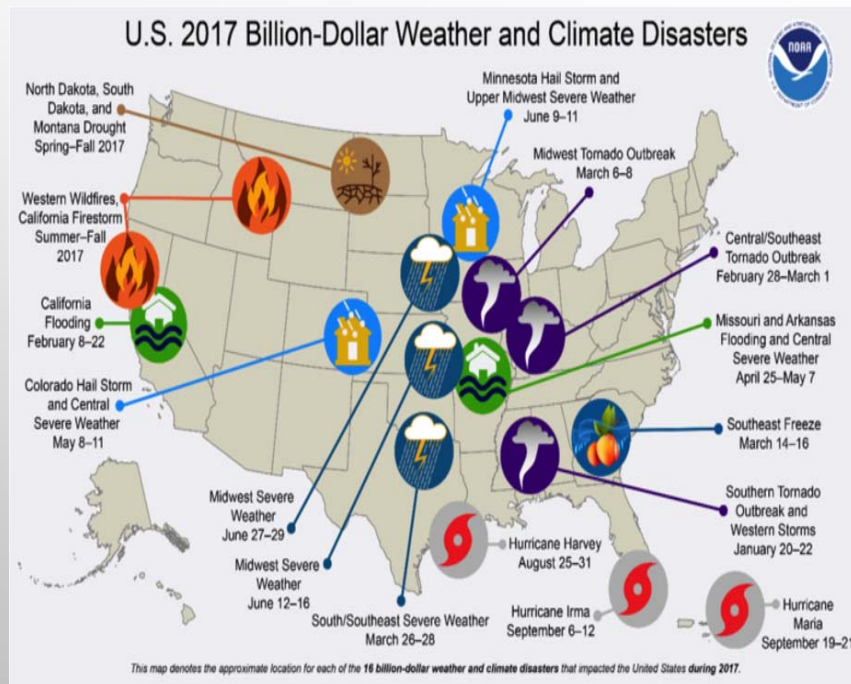 U.S. 2017 Billion-Dollar Weather and Climate Disasters
NOAA
North Dakota, South
Dakota, and
Montana Drought
Spring–Fall 2017
Minnesota Hail Storm and
Upper Midwest Severe Weather
June 9–11
Midwest Tornado Outbreak
March 6–8
Western Wildfires,
California Firestorm
Summer–Fall
2017
Central/Southeast
Tornado Outbreak
February 28–March 1
California
Flooding
February 8–22
Missouri and Arkansas
Flooding and Central
Severe Weather
April 25–May 7
Colorado Hail Storm
and Central
Severe Weather
May 8–11
Southeast Freeze
March 14–16
Southern Tornado
Outbreak and
Western Storms
January 20–22
Midwest Severe
Weather
June 27–29
Midwest Severe
Weather
June 12–16
South/Southeast Severe Weather
March 26–28
Hurricane Harvey
August 25–31
Hurricane Irma
September 6–12
Hurricane
Maria
September 19–21
This map denotes the approximate location for each of the 16 billion-dollar weather and climate disasters that impacted the United States during 2017.